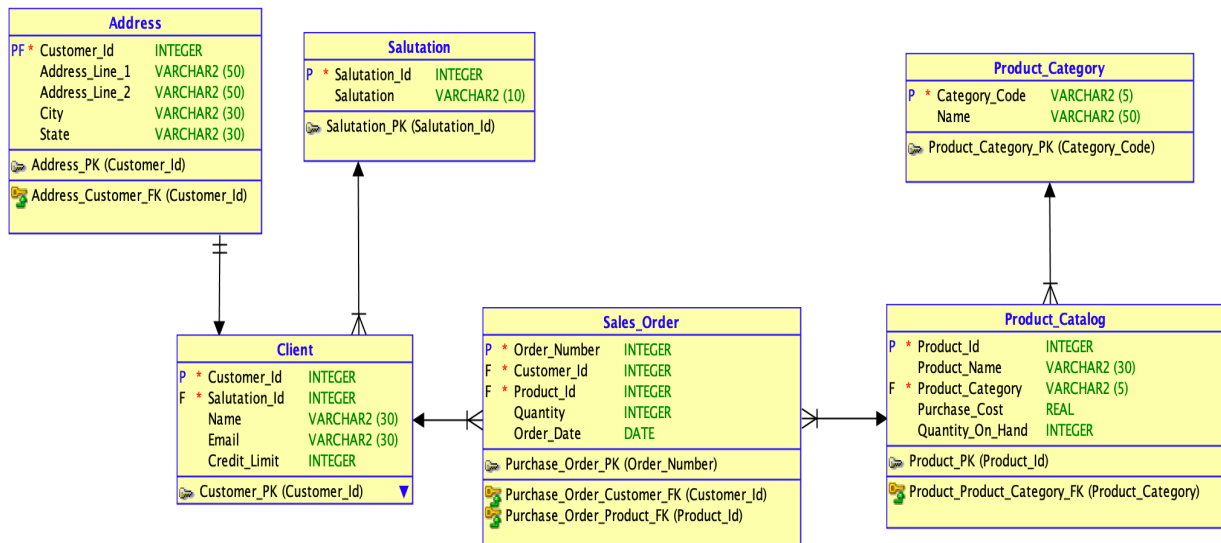 Address
PF * Customer_Id INTEGER
Address_Line_1 VARCHAR2 (50)
Address_Line_2 VARCHAR2 (50)
City VARCHAR2 (30)
State VARCHAR2 (30)
Address_PK (Customer_Id)
Address_Customer_FK (Customer_Id)
Salutation
P * Salutation_Id INTEGER
Salutation VARCHAR2 (10)
Salutation_PK (Salutation_Id)
Product_Category
P * Category_Code VARCHAR2 (5)
Name VARCHAR2 (50)
Product_Category_PK (Category_Code)
Client
P * Customer_Id INTEGER
F * Salutation_Id INTEGER
Name VARCHAR2 (30)
Email VARCHAR2 (30)
Credit_Limit INTEGER
Customer_PK (Customer_Id)
Sales_Order
P * Order_Number INTEGER
F * Customer_Id INTEGER
F * Product_Id INTEGER
Quantity INTEGER
Order_Date DATE
Purchase_Order_PK (Order_Number)
Purchase_Order_Customer_FK (Customer_Id)
Purchase_Order_Product_FK (Product_Id)
Product_Catalog
P * Product_Id INTEGER
Product_Name VARCHAR2 (30)
F * Product_Category VARCHAR2 (5)
Purchase_Cost REAL
Quantity_On_Hand INTEGER
Product_PK (Product_Id)
Product_Product_Category_FK (Product_Category)